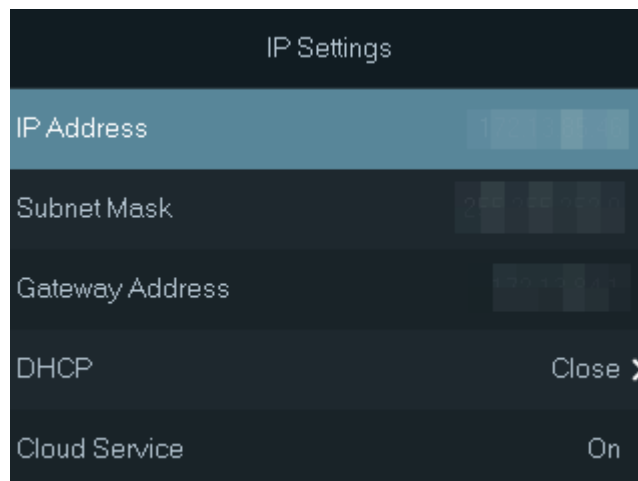 IP Settings
IP Address
Subnet Mask
Gateway Address
DHCP Close
Cloud Service On